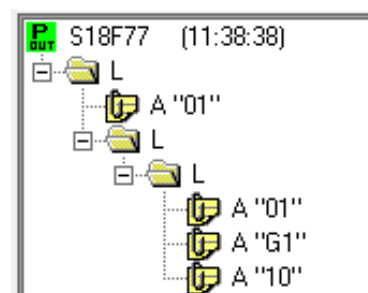 P OUT S18F77 (11:38:38)
L
A "01"
L
L
A "01"
A "G1"
A "10"